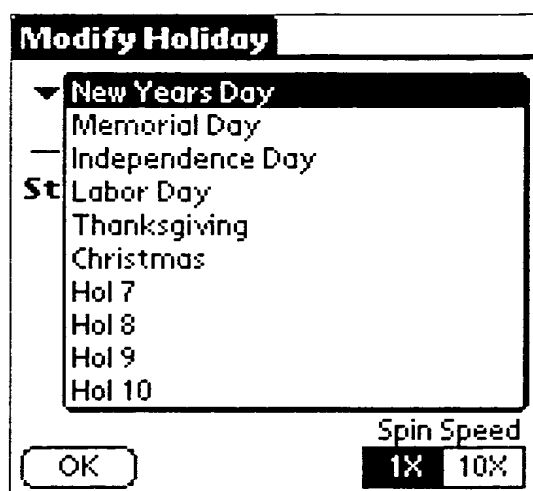 Modify Holiday
New Years Day
Memorial Day
Independence Day
St Labor Day
Thanksgiving
Christmas
Hol 7
Hol 8
Hol 9
Hol 10
Spin Speed
OK 1X 10X